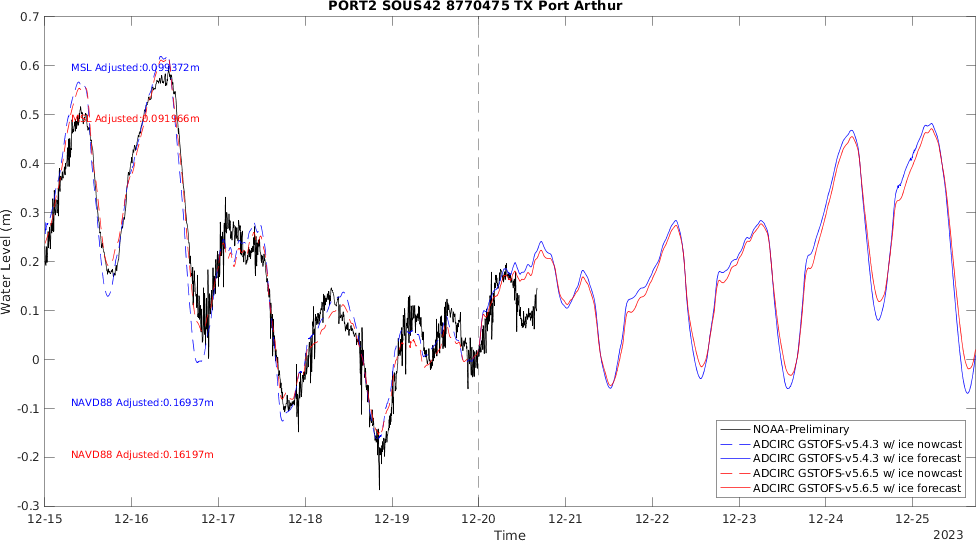 PORT2 SOUS42 8770475 TX Port Arthur
0.7
0.6
0.5
0.4
0.3
0.2
0.1
0
-0.1
-0.2
-0.3
Water Level (m)
MSL Adjusted:0.099372m
MSL Adjusted:0.091966m
NAVD88 Adjusted:0.16937m
NAVD88 Adjusted:0.16197m
NOAA-Preliminary
ADCIRC GSTOFS-v5.4.3 w/ ice nowcast
ADCIRC GSTOFS-v5.4.3 w/ ice forecast
ADCIRC GSTOFS-v5.6.5 w/ ice nowcast
ADCIRC GSTOFS-v5.6.5 w/ ice forecast
12-15 12-16 12-17 12-18 12-19 12-20 12-21 12-22 12-23 12-24 12-25
Time
2023